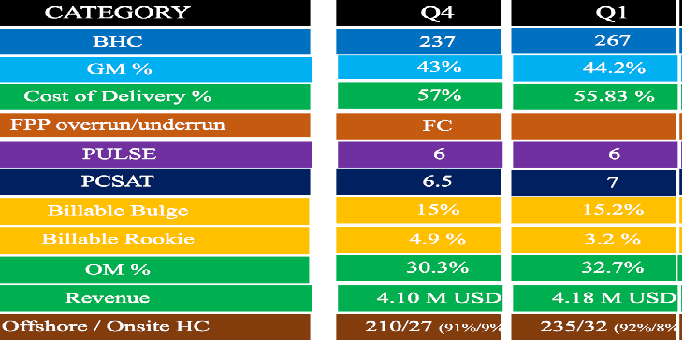 CATEGORY Q4 Q1
BHC 237 267
GM % 43% 44.2%
Cost of Delivery % 57% 55.83 %
FPP overrun/underrun FC
PULSE 6 6
PCSAT 6.5 7
Billable Bulge 15% 15.2%
Billable Rookie 4.9 % 3.2 %
OM % 30.3% 32.7%
Revenue 4.10 M USD 4.18 M USD
Offshore / Onsite HC 210/27 (91%/9% 235/32 (92%/8%